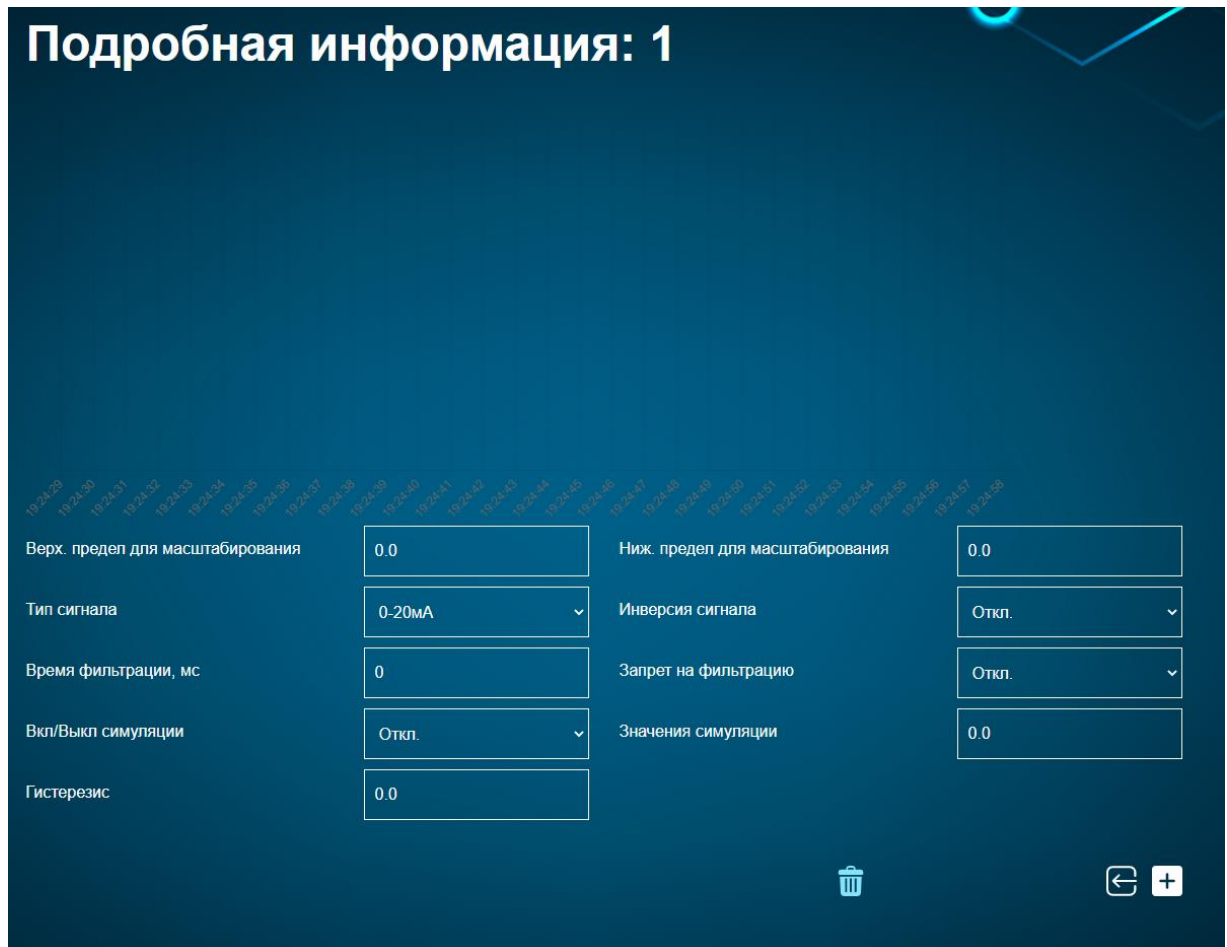 Подробная информация: 1
19:24:29 19:24:30 19:24:31 19:24:32 19:24:33 19:24:34 19:24:35 19:24:36 19:24:37 19:24:38 19:24:39 19:24:40 19:24:41 19:24:42 19:24:43 19:24:44 19:24:45 19:24:46 19:24:47 19:24:48 19:24:49 19:24:50 19:24:51 19:24:52 19:24:53 19:24:54 19:24:55 19:24:56 19:24:57 19:24:58
Верх. предел для масштабирования 0.0 Ниж. предел для масштабирования 0.0
Тип сигнала 0-20мА Инверсия сигнала Откл.
Время фильтрации, мс 0 Запрет на фильтрацию Откл.
Вкл/Выкл симуляции Откл. Значения симуляции 0.0
Гистерезис 0.0